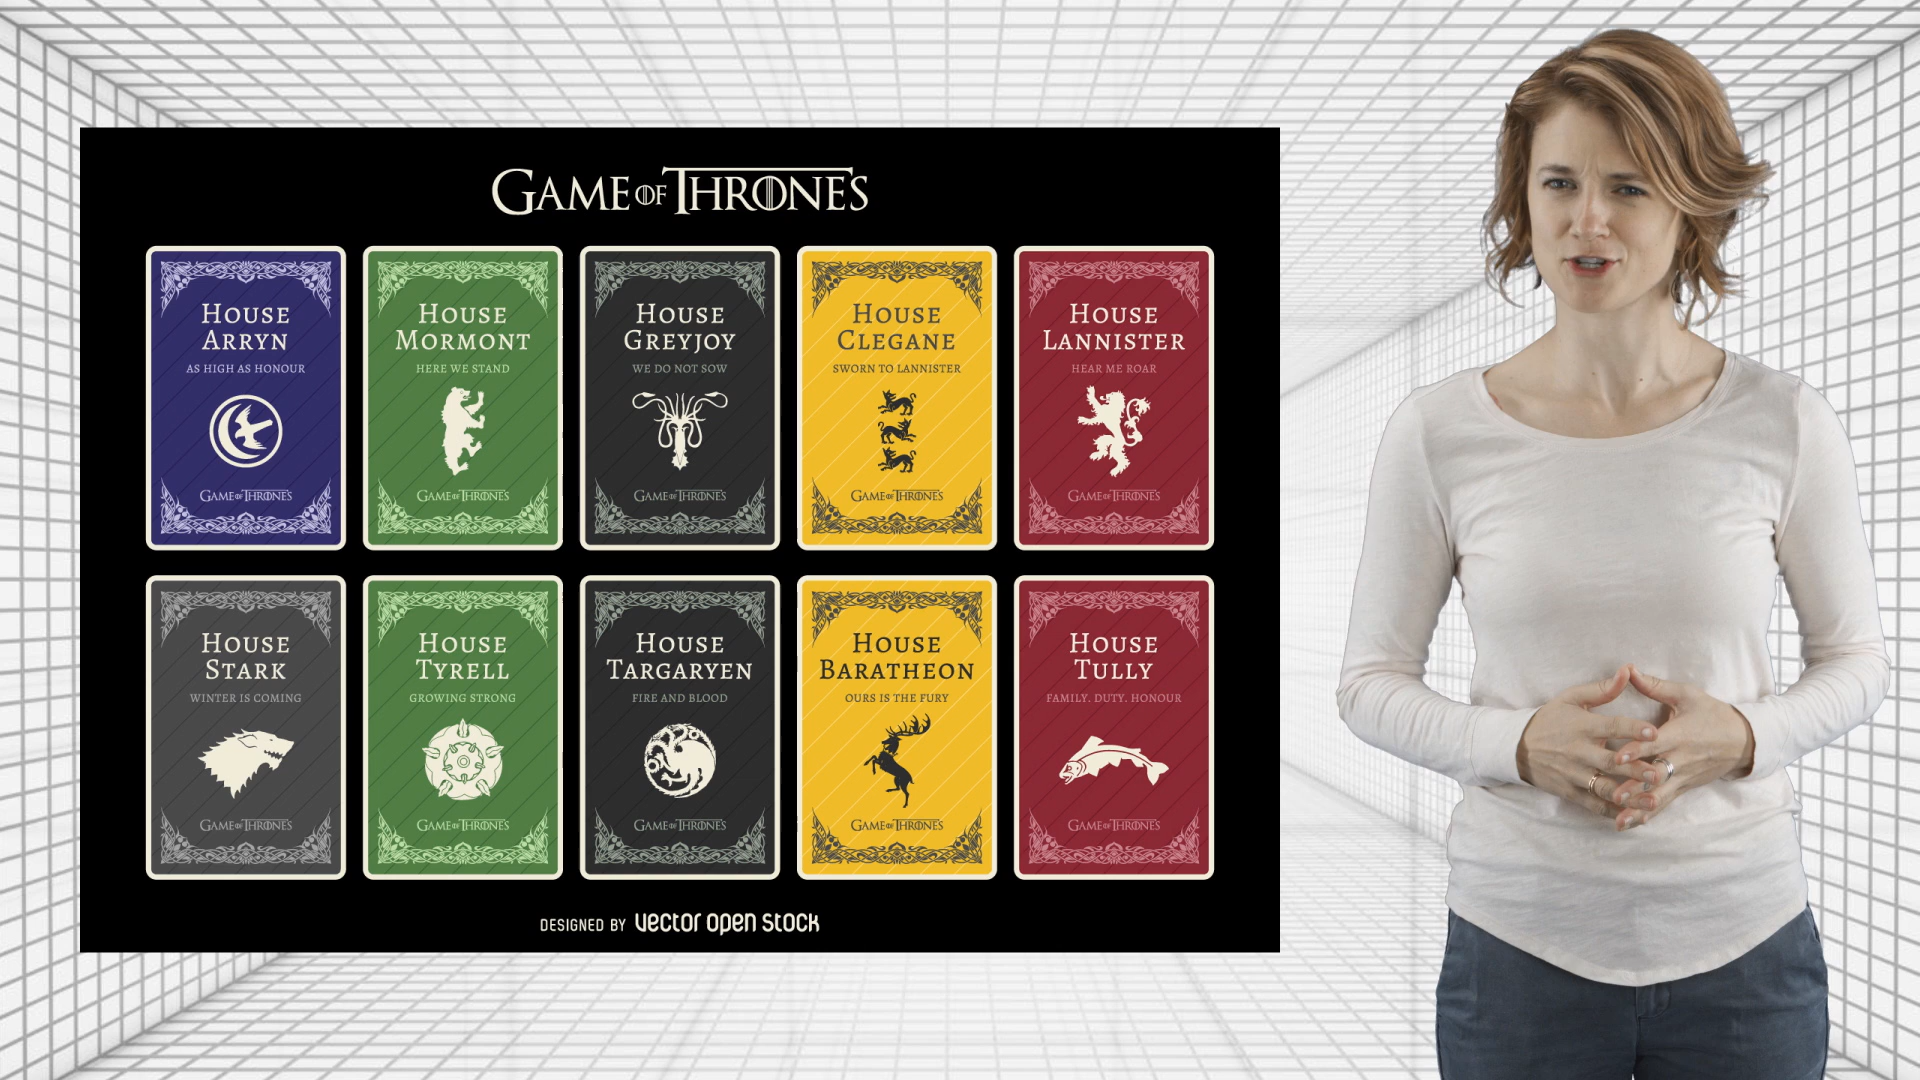 GAME OF THRONES
HOUSE
ARRYN
AS HIGH AS HONOUR
GAME OF THRONES
HOUSE
MORMONT
HERE WE STAND
GAME OF THRONES
HOUSE
GREYJOY
WE DO NOT SOW
GAME OF THRONES
HOUSE
CLEGANE
SWORN TO LANNISTER
GAME OF THRONES
HOUSE
LANNISTER
HEAR ME ROAR
GAME OF THRONES
HOUSE
STARK
WINTER IS COMING
GAME OF THRONES
HOUSE
TYRELL
GROWING STRONG
GAME OF THRONES
HOUSE
TARGARYEN
FIRE AND BLOOD
GAME OF THRONES
HOUSE
BARATHEON
OURS IS THE FURY
GAME OF THRONES
HOUSE
TULLY
FAMILY. DUTY. HONOUR
GAME OF THRONES
DESIGNED BY vector open stock